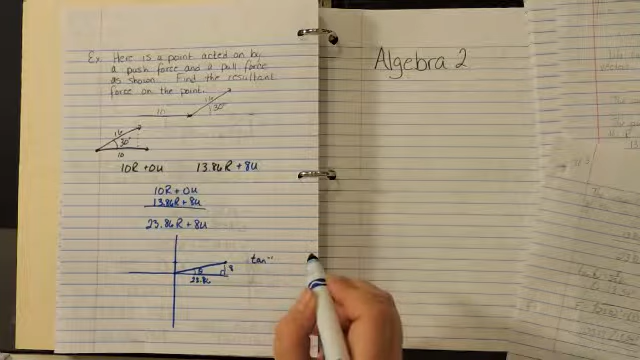 Ex. Here is a point acted on by
a push force and a pull force
as shown. Find the resultant
force on the point.
10 16 30°
16
30°
10
10R + 0U 13.86R + 8U
10R + 0U
13.86R + 8U
23.86R + 8U
tan⁻¹
8
23.86
Algebra 2